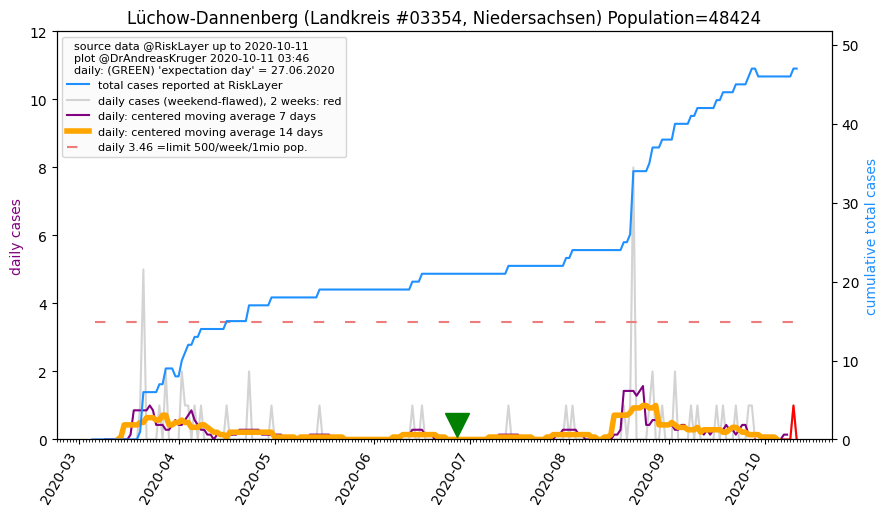 Lüchow-Dannenberg (Landkreis #03354, Niedersachsen) Population=48424
source data @RiskLayer up to 2020-10-11
plot @DrAndreasKruger 2020-10-11 03:46
daily: (GREEN) 'expectation day' = 27.06.2020
total cases reported at RiskLayer
daily cases (weekend-flawed), 2 weeks: red
daily: centered moving average 7 days
daily: centered moving average 14 days
daily 3.46 =limit 500/week/1mio pop.
daily cases
12
10
8
6
4
2
0
50
40
30
20
10
0
cumulative total cases
2020-03
2020-04
2020-05
2020-06
2020-07
2020-08
2020-09
2020-10